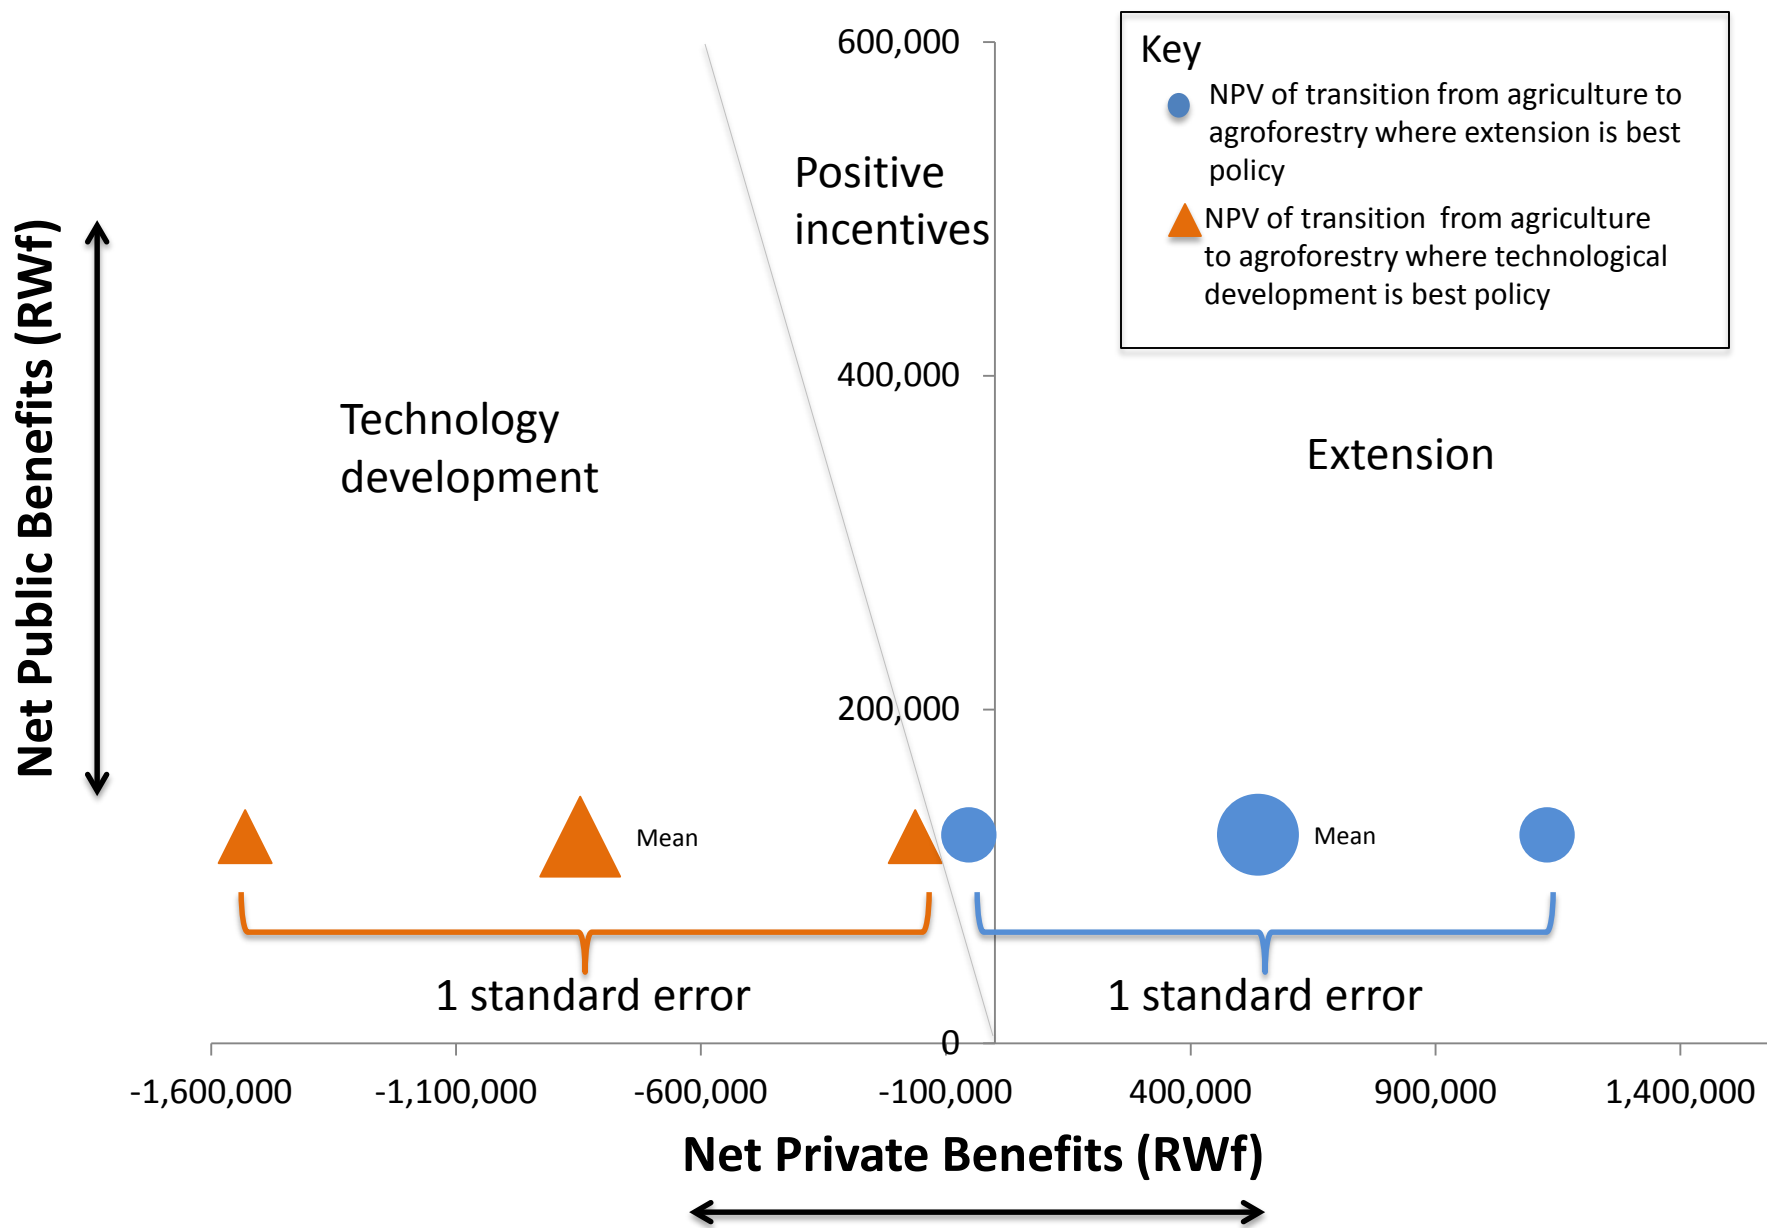 600,000
Key
NPV of transition from agriculture to
agroforestry where extension is best
policy
NPV of transition from agriculture
to agroforestry where technological
development is best policy
Positive
incentives
400,000
Technology
development
Extension
Net Public Benefits (RWf)
200,000
Mean
Mean
1 standard error
1 standard error
0
-1,600,000
-1,100,000
-600,000
-100,000
400,000
900,000
1,400,000
Net Private Benefits (RWf)